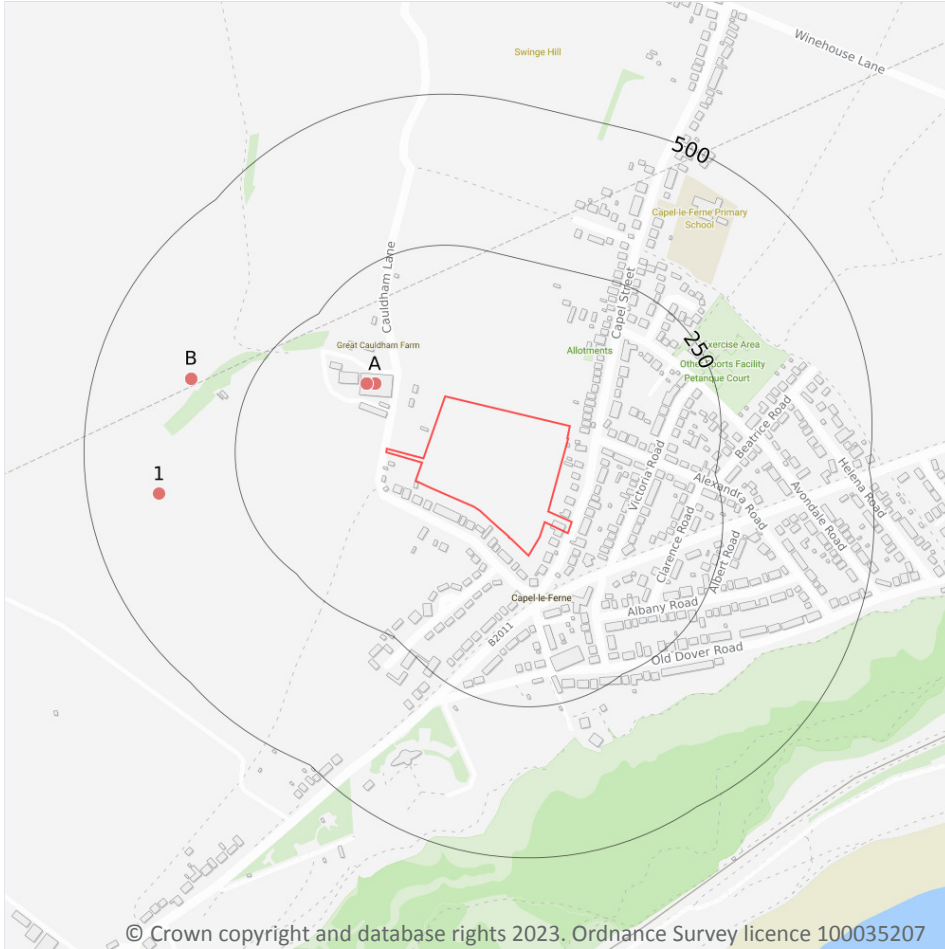 Swinge Hill
Winehouse Lane
500
Capel-le-Ferne Primary
School
Cauldham Lane
Capel Street
250
B
Great Cauldham Farm
A
Allotments
Exercise Area
Other Sports Facility
Petanque Court
Beatrice Road
Helena Road
1
Victoria Road
Alexandra Road
Avondale Road
Clarence Road
Albert Road
Capel-le-Ferne
Albany Road
B2011
Old Dover Road
© Crown copyright and database rights 2023. Ordnance Survey licence 100035207